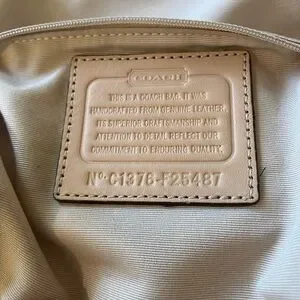 COACH
THIS IS A COACH BAG. IT WAS
HANDCRAFTED FROM GENUINE LEATHER.
ITS SUPERIOR CRAFTSMANSHIP AND
ATTENTION TO DETAIL REFLECT OUR
COMMITMENT TO ENDURING QUALITY.
Nº C1376-F25487